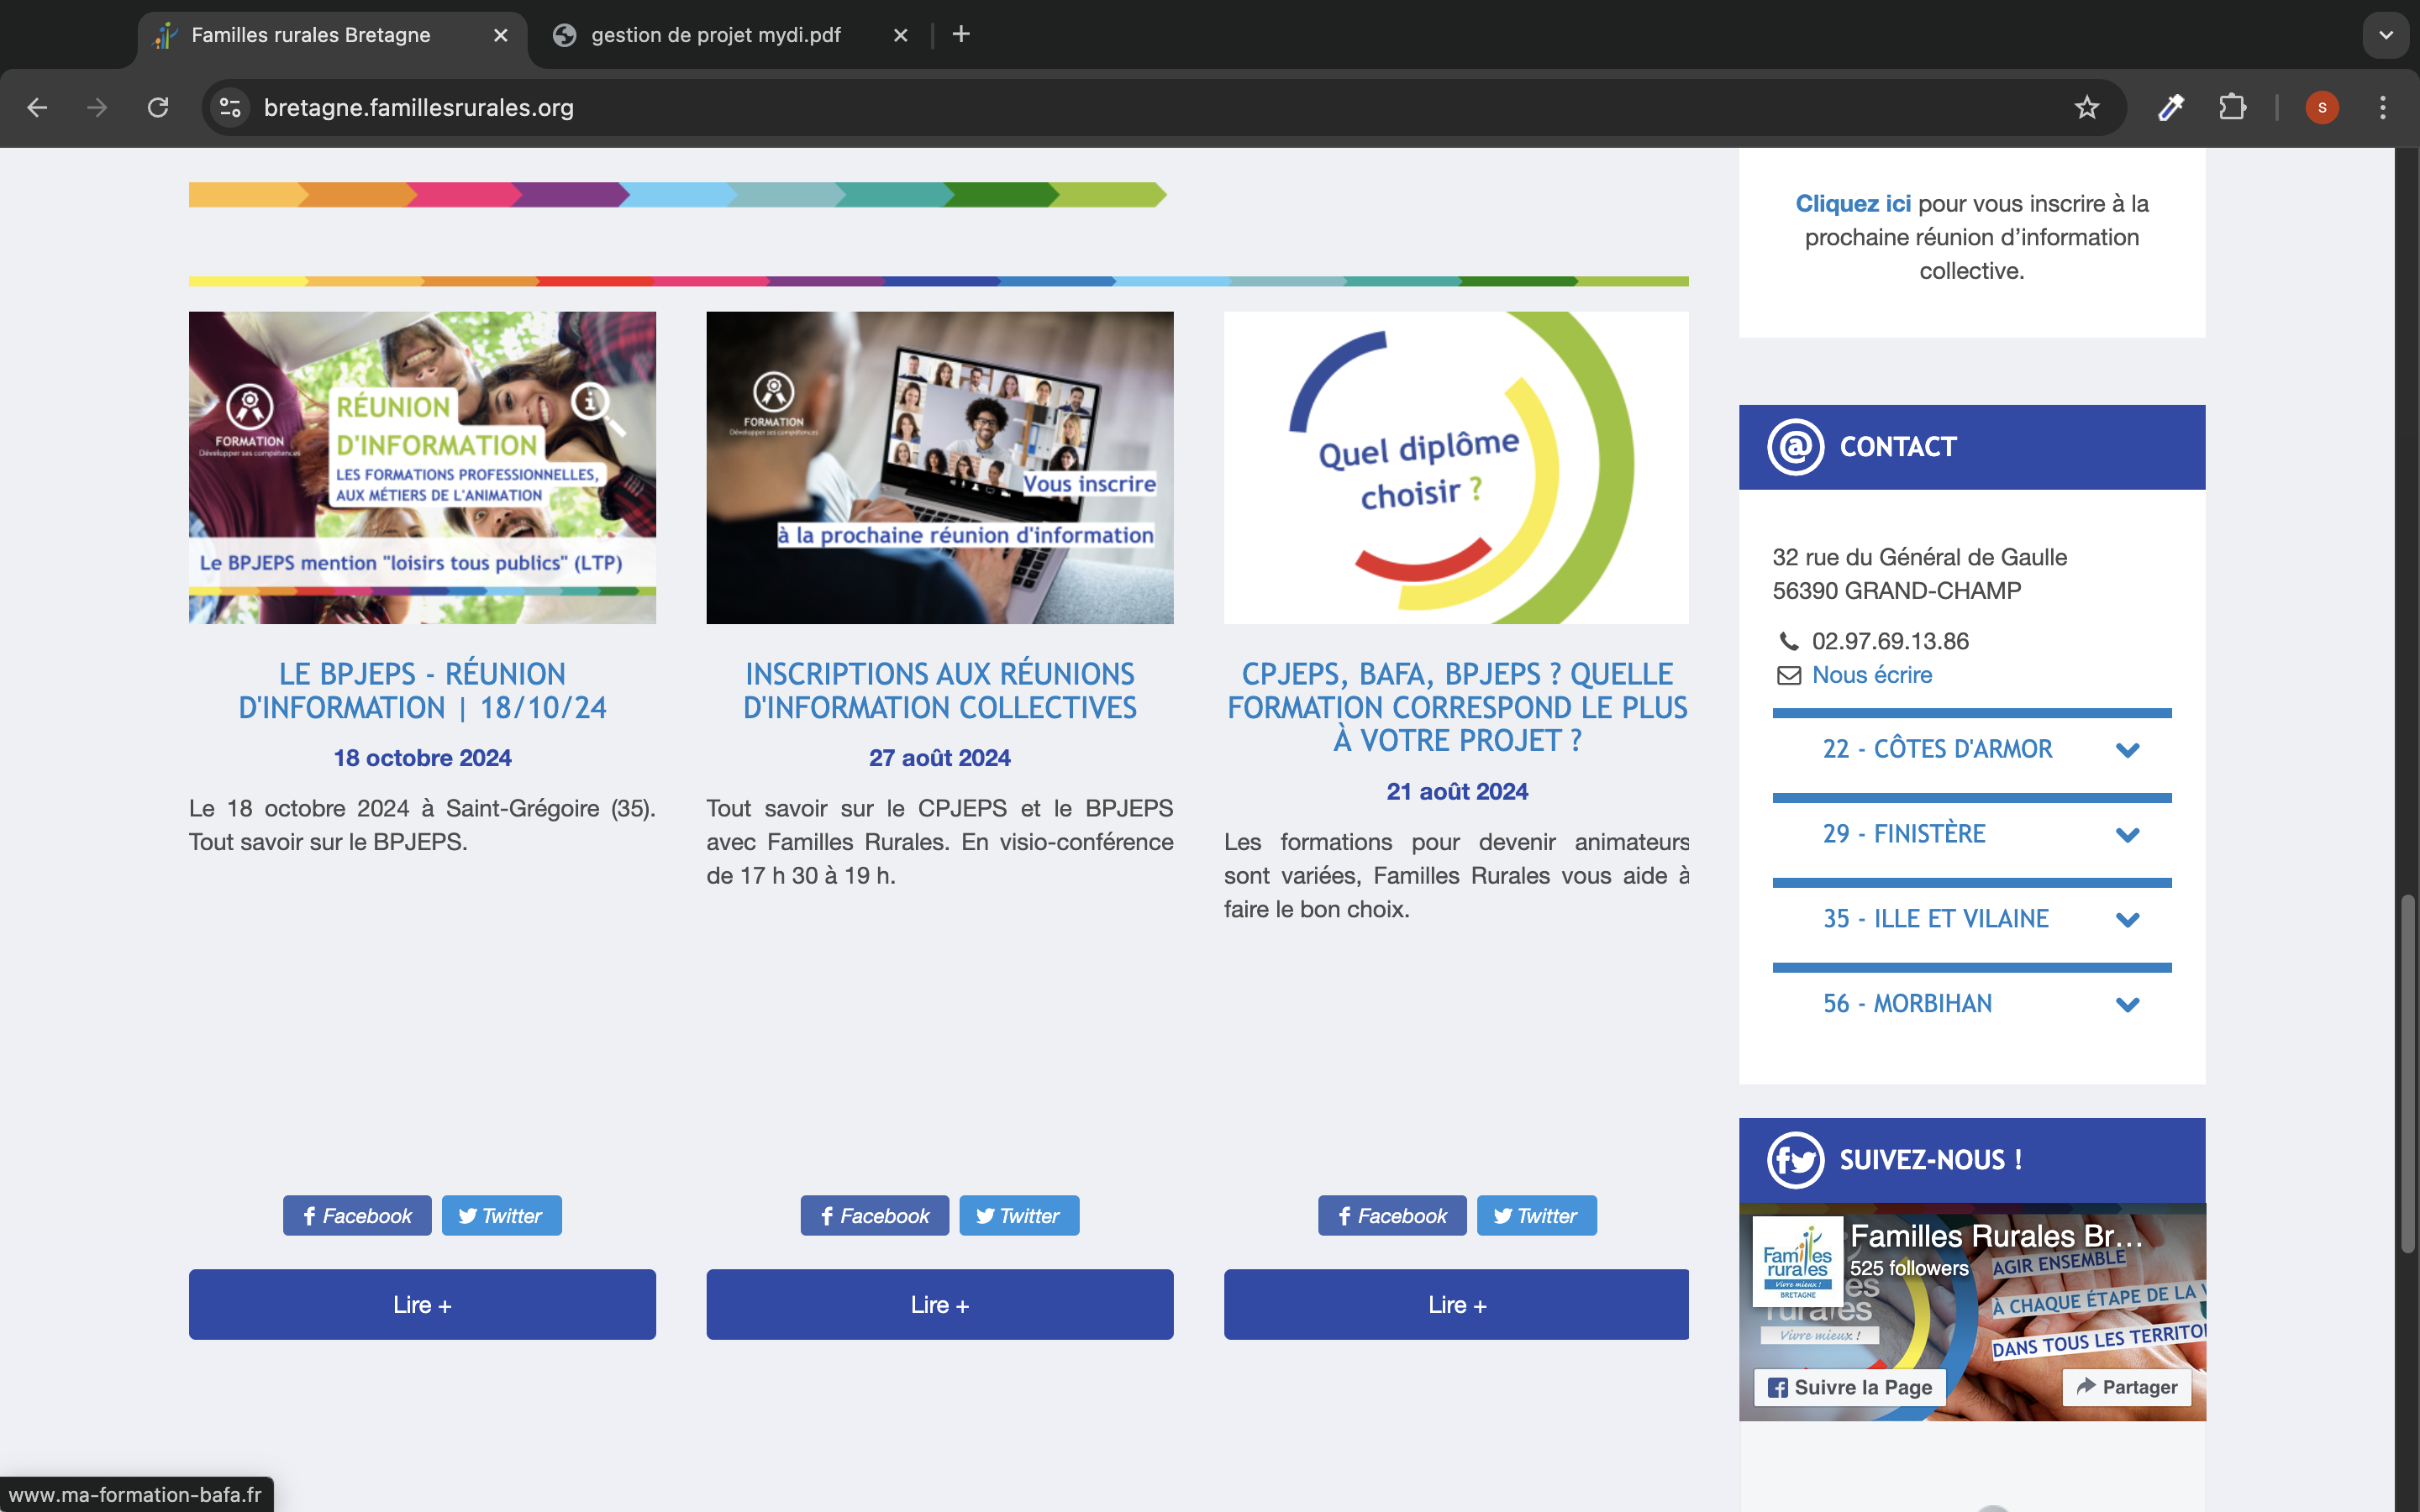 Familles rurales Bretagne
gestion de projet mydi.pdf
bretagne.famillesrurales.org
S
Cliquez ici pour vous inscrire à la
prochaine réunion d’information
collective.
FORMATION
Développer ses compétences
RÉUNION
D'INFORMATION
LES FORMATIONS PROFESSIONNELLES,
AUX MÉTIERS DE L'ANIMATION
Le BPJEPS mention "loisirs tous publics" (LTP)
LE BPJEPS - RÉUNION
D'INFORMATION | 18/10/24
18 octobre 2024
Le 18 octobre 2024 à Saint-Grégoire (35).
Tout savoir sur le BPJEPS.
Facebook
Twitter
Lire +
FORMATION
Développer ses compétences
Vous inscrire
à la prochaine réunion d'information
INSCRIPTIONS AUX RÉUNIONS
D'INFORMATION COLLECTIVES
27 août 2024
Tout savoir sur le CPJEPS et le BPJEPS
avec Familles Rurales. En visio-conférence
de 17 h 30 à 19 h.
Facebook
Twitter
Lire +
Quel diplôme
choisir ?
CPJEPS, BAFA, BPJEPS ? QUELLE
FORMATION CORRESPOND LE PLUS
À VOTRE PROJET ?
21 août 2024
Les formations pour devenir animateurs
sont variées, Familles Rurales vous aide à
faire le bon choix.
Facebook
Twitter
Lire +
@ CONTACT
32 rue du Général de Gaulle
56390 GRAND-CHAMP
02.97.69.13.86
Nous écrire
22 - CÔTES D'ARMOR
29 - FINISTÈRE
35 - ILLE ET VILAINE
56 - MORBIHAN
SUIVEZ-NOUS !
Familles Rurales Br...
525 followers
Familles
rurales
Vivre mieux !
BRETAGNE
rurales
Vivre mieux !
AGIR ENSEMBLE
À CHAQUE ÉTAPE DE LA V
DANS TOUS LES TERRITO
Suivre la Page
Partager
www.ma-formation-bafa.fr